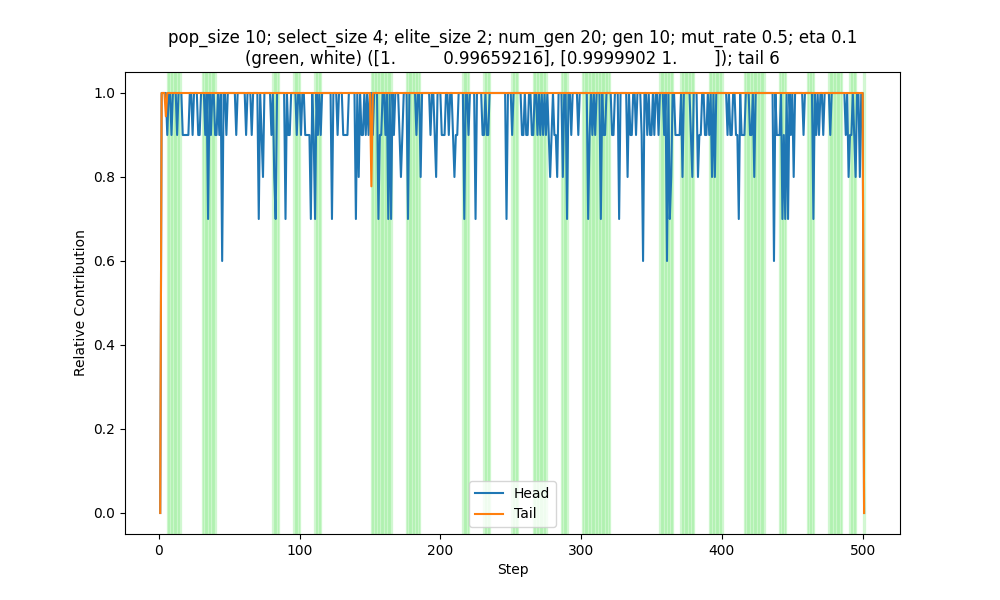 pop_size 10; select_size 4; elite_size 2; num_gen 20; gen 10; mut_rate 0.5; eta 0.1
(green, white) ([1.         0.99659216], [0.9999902 1.       ]); tail 6
1.0
0.8
0.6
0.4
0.2
0.0
Relative Contribution
Head
Tail
0 100 200 300 400 500
Step